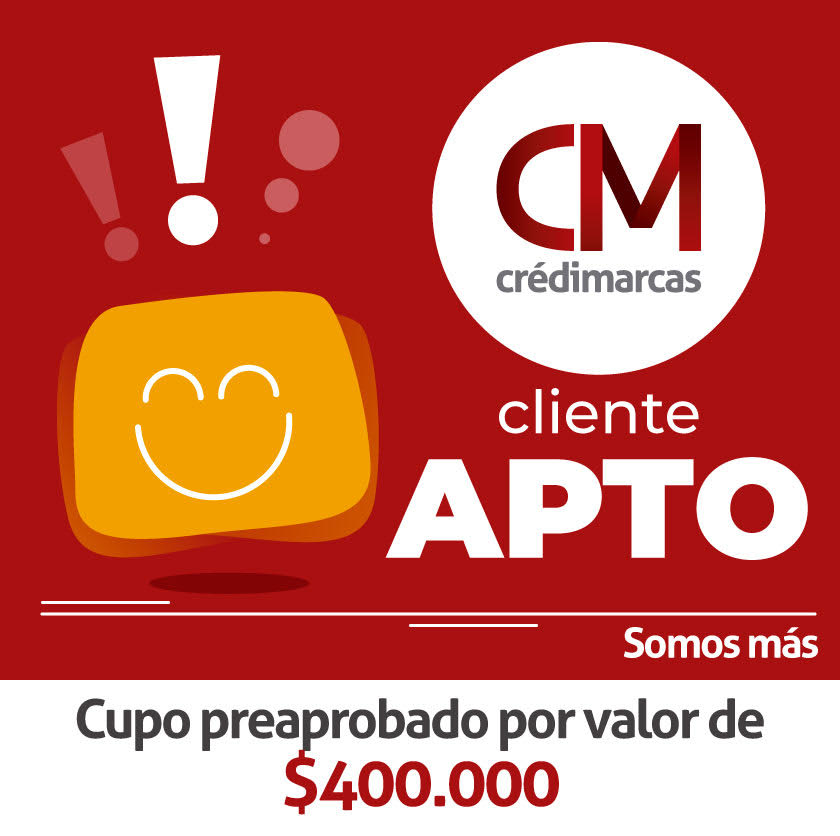 CM
crédimarcas
cliente
APTO
Somos más
Cupo preaprobado por valor de
$400.000